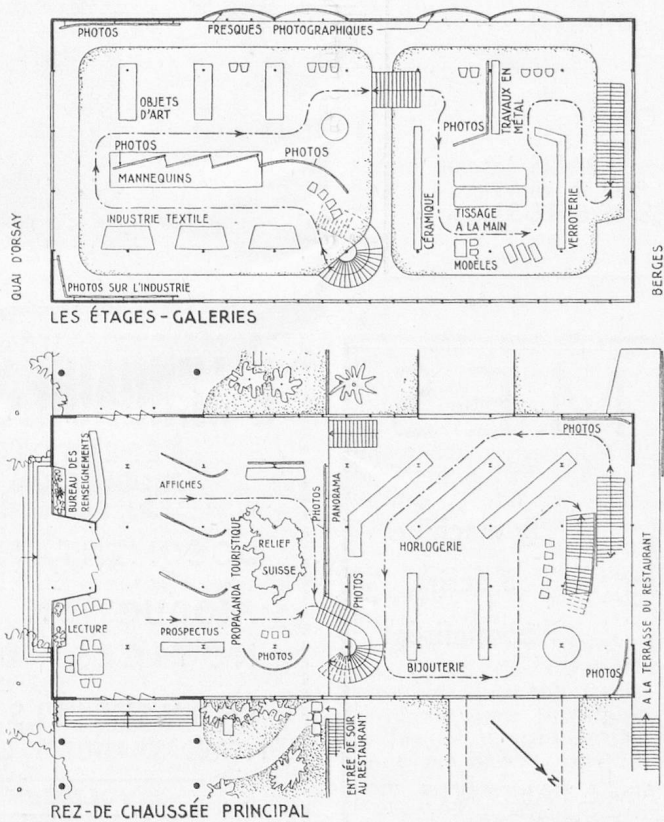 PHOTOS
FRESQUES PHOTOGRAPHIQUES
OBJETS
D'ART
TRAVAUX EN
MÉTAL
PHOTOS
PHOTOS
PHOTOS
MANNEQUINS
CÉRAMIQUE
TISSAGE
A LA MAIN
VERROTERIE
INDUSTRIE TEXTILE
MODÈLES
QUAI D'ORSAY
BERGES
PHOTOS SUR L'INDUSTRIE
LES ÉTAGES - GALERIES
BUREAU DES
RENSEIGNEMENTS
AFFICHES
PHOTOS
PANORAMA
PHOTOS
HORLOGERIE
PROPAGANDA TOURISTIQUE
RELIEF
SUISSE
PHOTOS
LECTURE
PROSPECTUS
PHOTOS
BIJOUTERIE
PHOTOS
A LA TERRASSE DU RESTAURANT
ENTRÉE DE SOIR
AU RESTAURANT
N
REZ-DE CHAUSSÉE PRINCIPAL